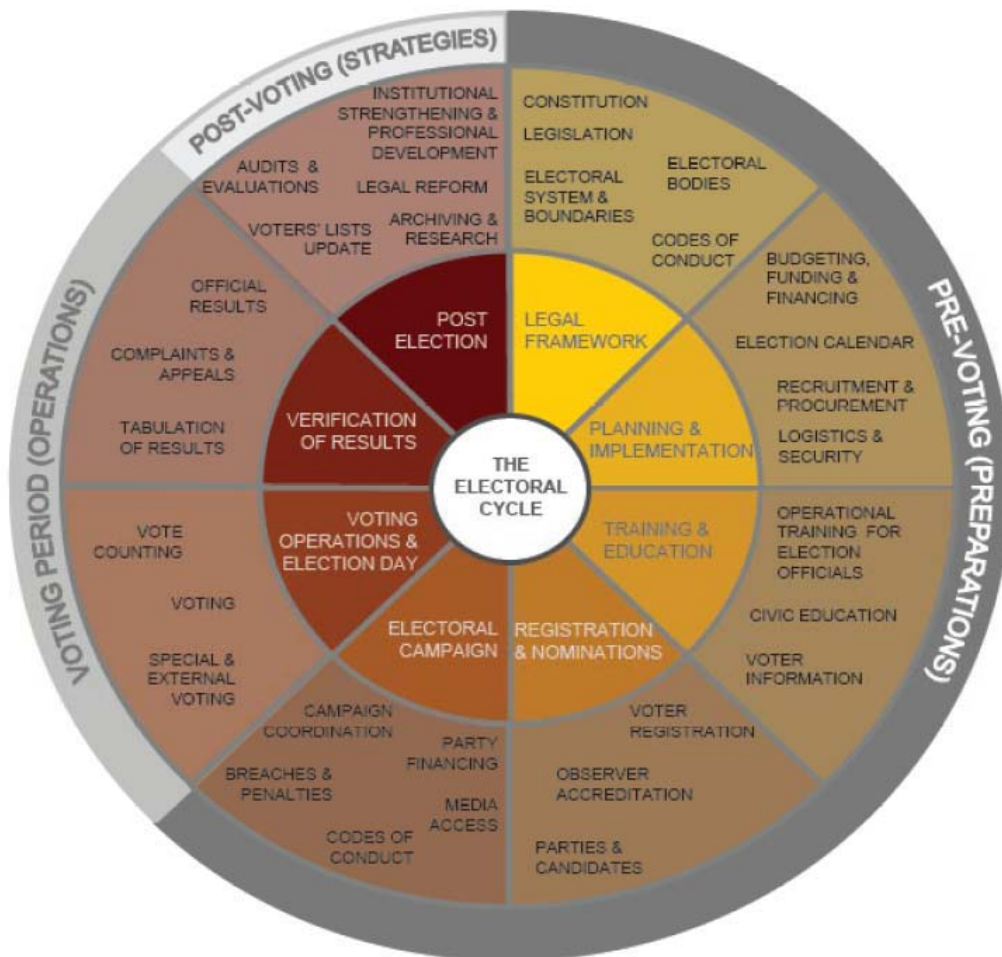 POST-VOTING (STRATEGIES)
PRE-VOTING (PREPARATIONS)
VOTING PERIOD (OPERATIONS)
THE
ELECTORAL
CYCLE
LEGAL
FRAMEWORK
CONSTITUTION
LEGISLATION
ELECTORAL
SYSTEM &
BOUNDARIES
ELECTORAL
BODIES
CODES OF
CONDUCT
PLANNING &
IMPLEMENTATION
BUDGETING,
FUNDING &
FINANCING
ELECTION CALENDAR
RECRUITMENT &
PROCUREMENT
LOGISTICS &
SECURITY
TRAINING &
EDUCATION
OPERATIONAL
TRAINING FOR
ELECTION
OFFICIALS
CIVIC EDUCATION
VOTER
INFORMATION
REGISTRATION
& NOMINATIONS
VOTER
REGISTRATION
OBSERVER
ACCREDITATION
PARTIES &
CANDIDATES
ELECTORAL
CAMPAIGN
CAMPAIGN
COORDINATION
PARTY
FINANCING
BREACHES &
PENALTIES
MEDIA
ACCESS
CODES OF
CONDUCT
VOTING
OPERATIONS &
ELECTION DAY
VOTE
COUNTING
VOTING
SPECIAL &
EXTERNAL
VOTING
VERIFICATION
OF RESULTS
OFFICIAL
RESULTS
COMPLAINTS &
APPEALS
TABULATION
OF RESULTS
POST
ELECTION
INSTITUTIONAL
STRENGTHENING &
PROFESSIONAL
DEVELOPMENT
AUDITS &
EVALUATIONS
LEGAL REFORM
VOTERS' LISTS
UPDATE
ARCHIVING &
RESEARCH